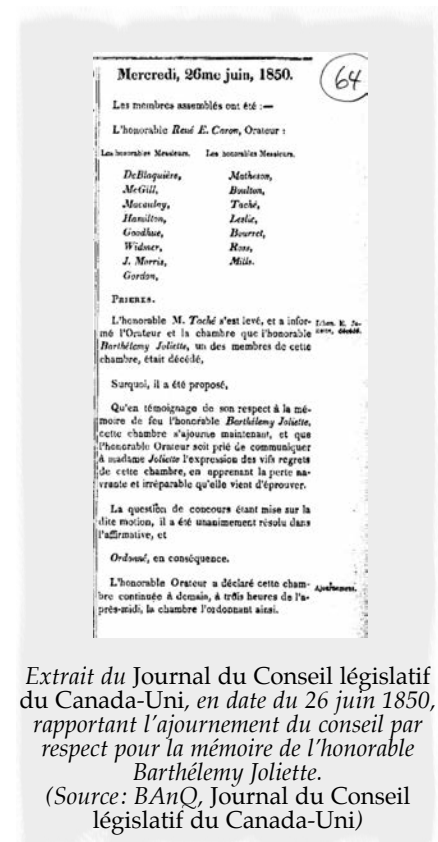 Mercredi, 26me juin, 1850.
64
Les membres assemblés ont été :—
L'honorable René E. Caron, Orateur :
Les honorables Messieurs. Les honorables Messieurs.
DeBlaquière, Matheson,
McGill, Boulton,
Macaulay, Taché,
Hamilton, Leslie,
Goodhue, Bourret,
Widmer, Ross,
J. Morris, Mills.
Gordon,
PRIERES.
L'honorable M. Taché s'est levé, et a infor-
mé l'Orateur et la chambre que l'honorable
Barthélemy Joliette, un des membres de cette
chambre, était décédé,
décédé.
Surquoi, il a été proposé,
Qu'en témoignage de son respect à la mé-
moire de feu l'honorable Barthélemy Joliette,
cette chambre s'ajourne maintenant, et que
l'honorable Orateur soit prié de communiquer
à madame Joliette l'expression des vifs regrets
de cette chambre, en apprenant la perte na-
vrante et irréparable qu'elle vient d'éprouver.
La question de concours étant mise sur la
dite motion, il a été unanimement résolu dans
l'affirmative, et
Ordonné, en conséquence.
L'honorable Orateur a déclaré cette cham-
bre continuée à demain, à trois heures de l'a-
près-midi, la chambre l'ordonnant ainsi.
Ajournement.
Extrait du Journal du Conseil législatif
du Canada-Uni, en date du 26 juin 1850,
rapportant l'ajournement du conseil par
respect pour la mémoire de l'honorable
Barthélemy Joliette.
(Source : BAnQ, Journal du Conseil
législatif du Canada-Uni)